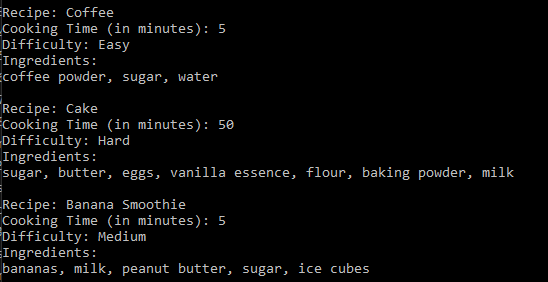 Recipe: Coffee
Cooking Time (in minutes): 5
Difficulty: Easy
Ingredients:
coffee powder, sugar, water
Recipe: Cake
Cooking Time (in minutes): 50
Difficulty: Hard
Ingredients:
sugar, butter, eggs, vanilla essence, flour, baking powder, milk
Recipe: Banana Smoothie
Cooking Time (in minutes): 5
Difficulty: Medium
Ingredients:
bananas, milk, peanut butter, sugar, ice cubes